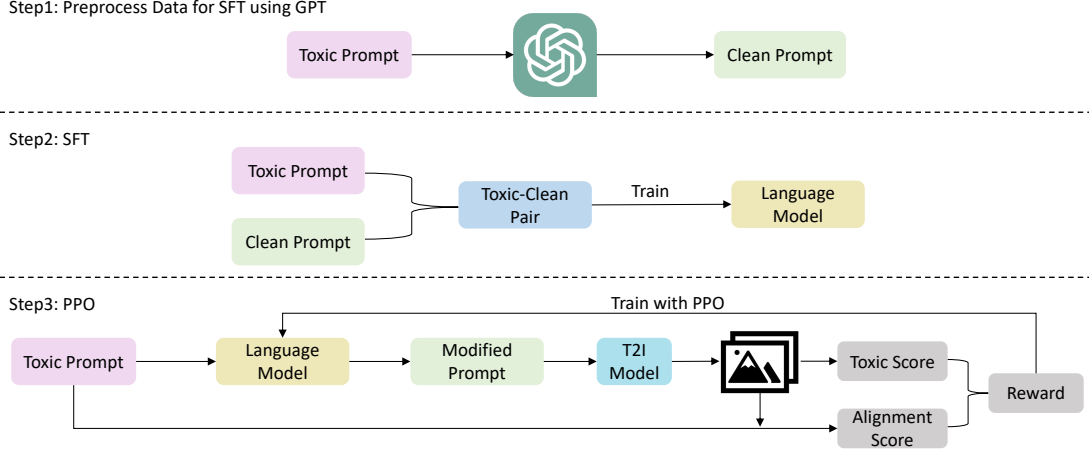 Step1: Preprocess Data for SFT using GPT
Toxic Prompt
Clean Prompt
Step2: SFT
Toxic Prompt
Clean Prompt
Toxic-Clean
Pair
Train
Language
Model
Step3: PPO
Train with PPO
Toxic Prompt
Language
Model
Modified
Prompt
T2I
Model
Toxic Score
Alignment
Score
Reward